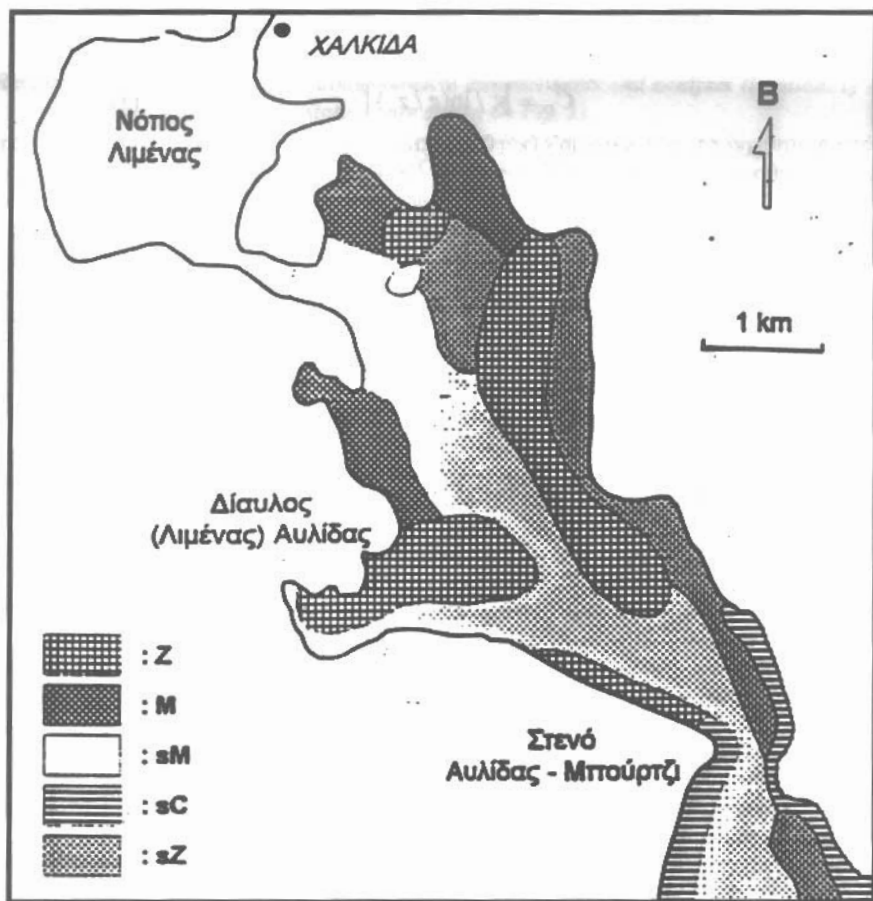 ΧΑΛΚΙΔΑ
Νότιος
Λιμένας
Β
1 km
Δίαυλος
(Λιμένας) Αυλίδας
: Z
: M
: sM
: sC
: sZ
Στενό
Αυλίδας - Μπούρτζι